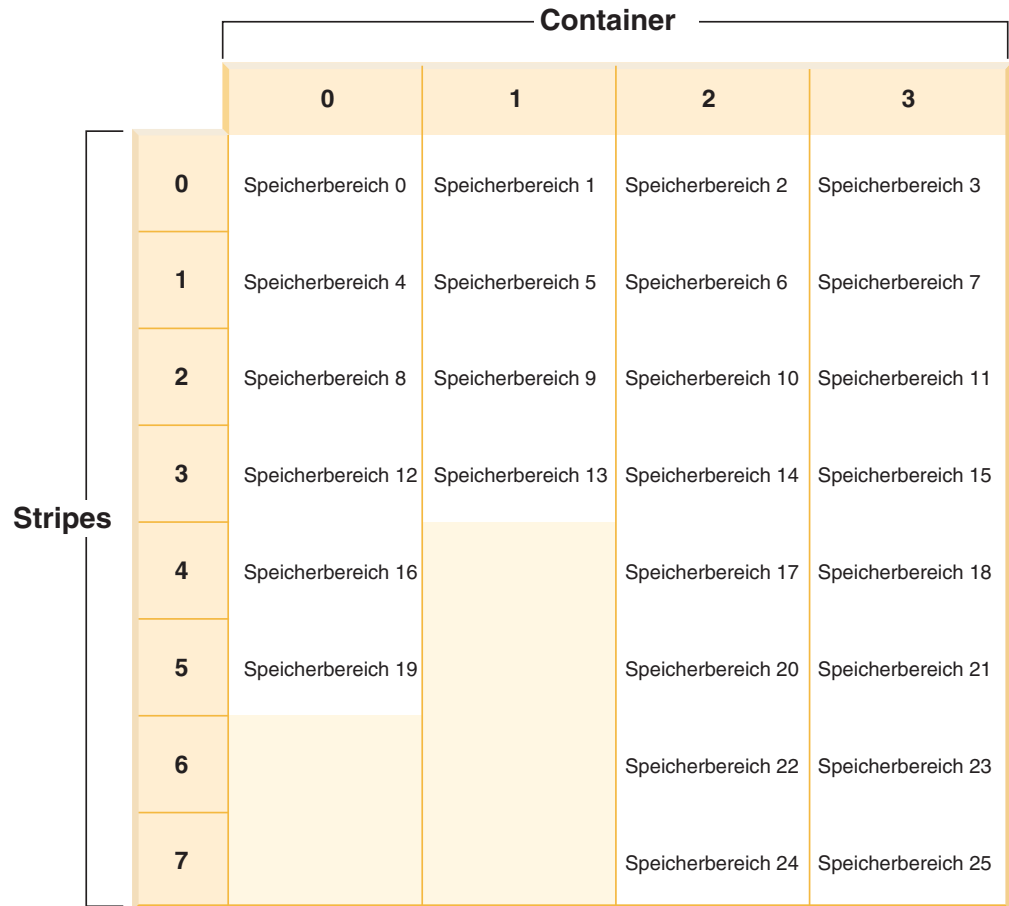 Container
0 1 2 3
0 Speicherbereich 0 Speicherbereich 1 Speicherbereich 2 Speicherbereich 3
1 Speicherbereich 4 Speicherbereich 5 Speicherbereich 6 Speicherbereich 7
2 Speicherbereich 8 Speicherbereich 9 Speicherbereich 10 Speicherbereich 11
3 Speicherbereich 12 Speicherbereich 13 Speicherbereich 14 Speicherbereich 15
Stripes
4 Speicherbereich 16 Speicherbereich 17 Speicherbereich 18
5 Speicherbereich 19 Speicherbereich 20 Speicherbereich 21
6 Speicherbereich 22 Speicherbereich 23
7 Speicherbereich 24 Speicherbereich 25